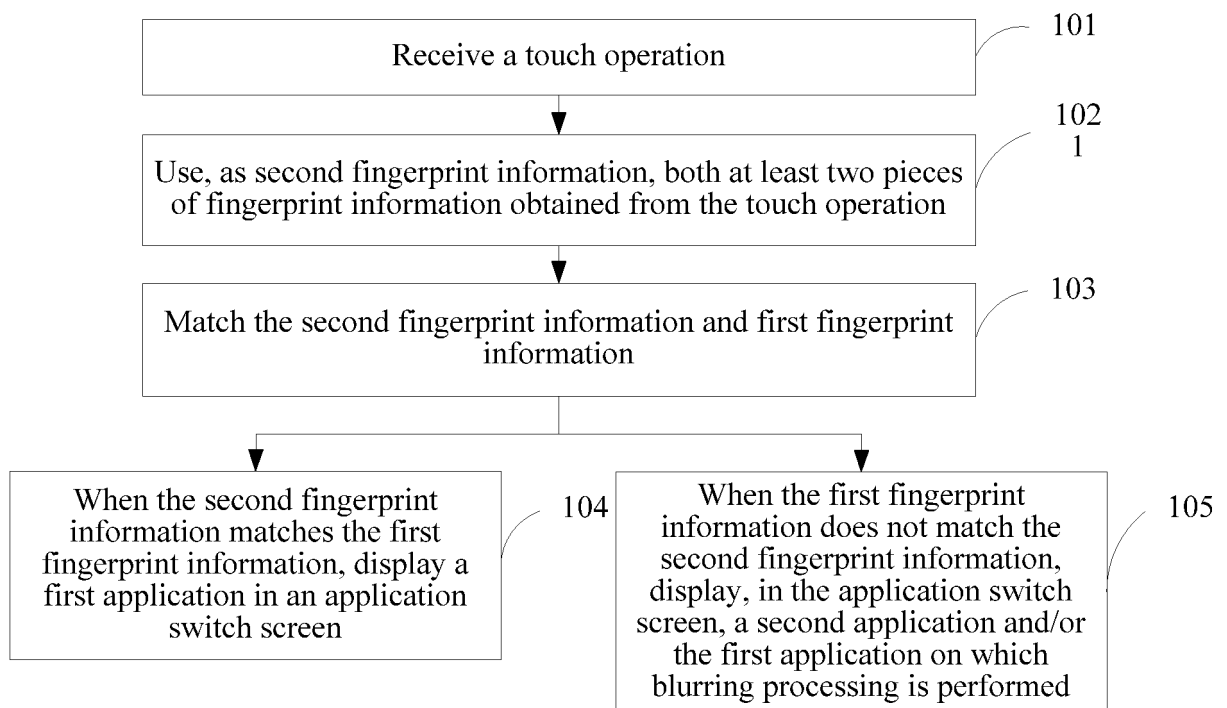 101
Receive a touch operation
102
1
Use, as second fingerprint information, both at least two pieces
of fingerprint information obtained from the touch operation
103
Match the second fingerprint information and first fingerprint
information
When the second fingerprint
information matches the first
fingerprint information, display a
first application in an application
switch screen
104
When the first fingerprint
information does not match the
second fingerprint information,
display, in the application switch
screen, a second application and/or
the first application on which
blurring processing is performed
105